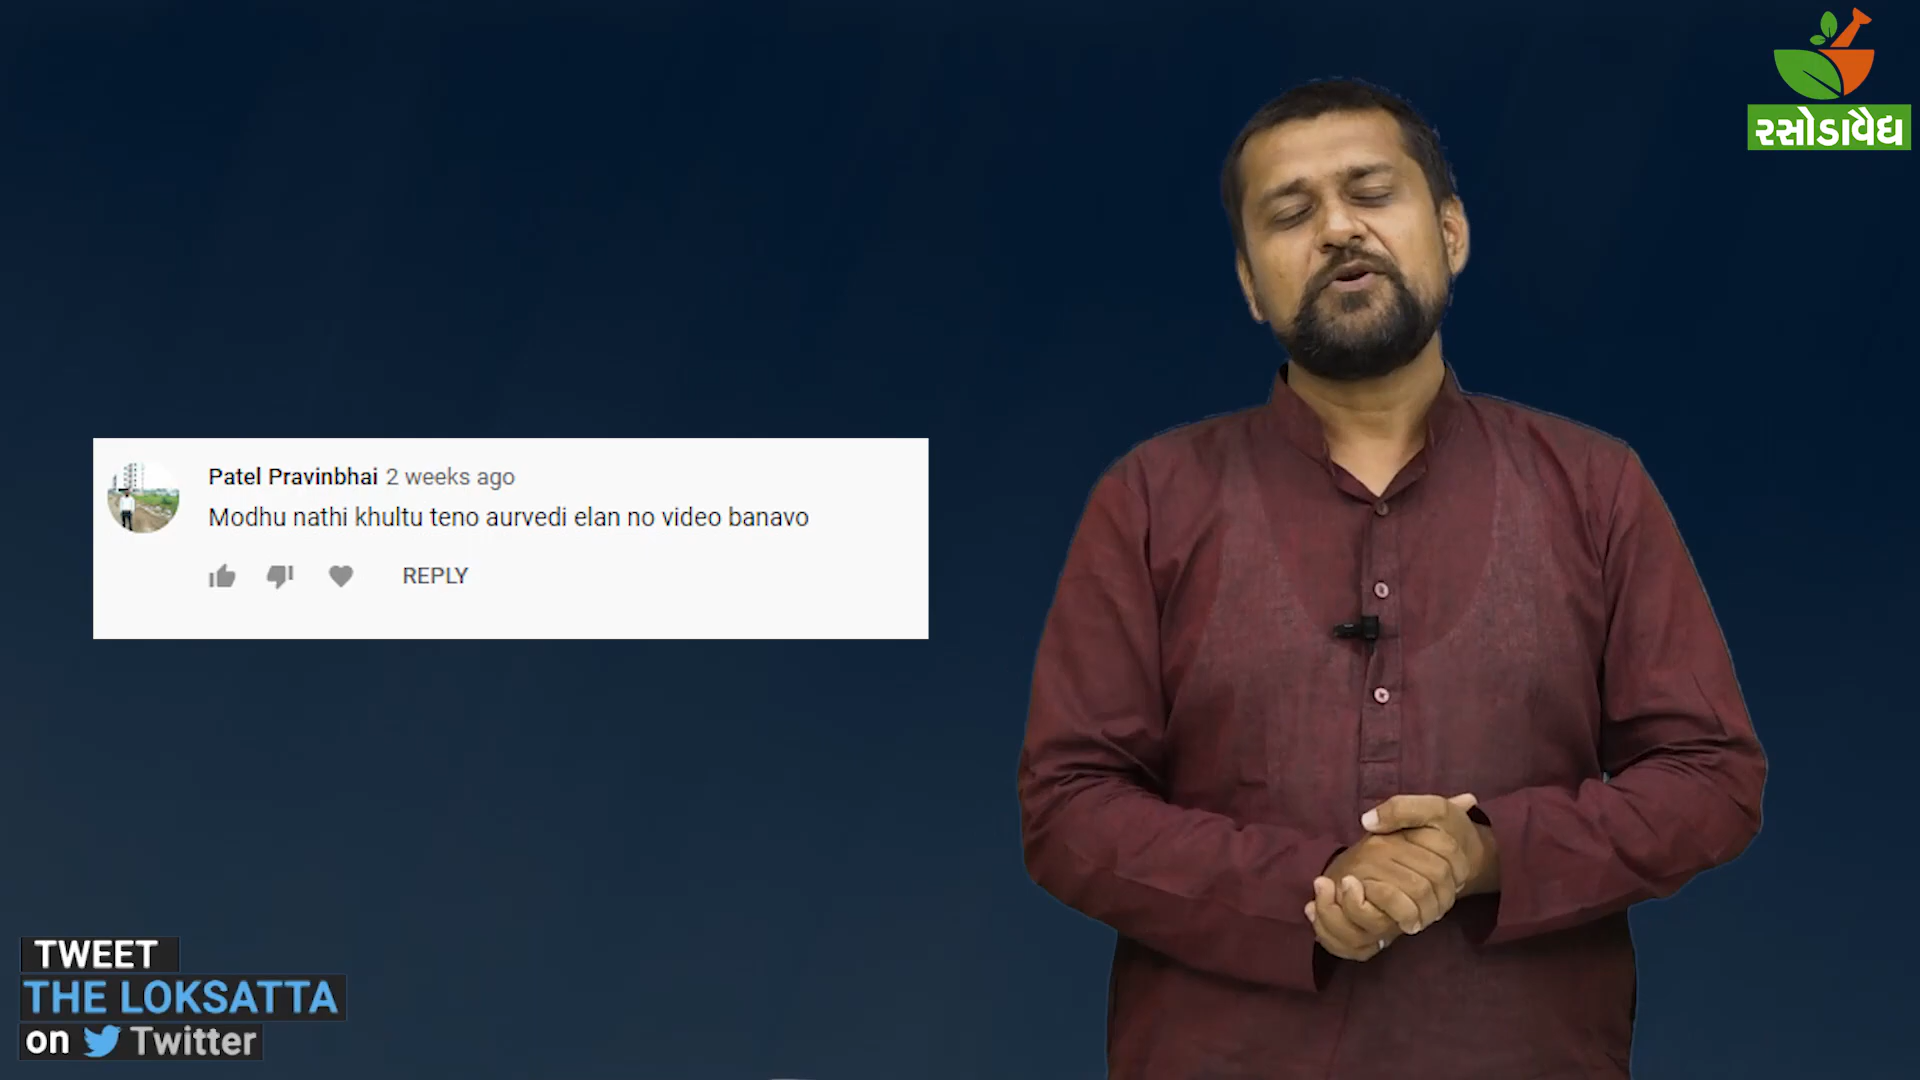 રસોડાવૈદ્ય
Patel Pravinbhai 2 weeks ago
Modhu nathi khultu teno aurvedi elan no video banavo
REPLY
TWEET
THE LOKSATTA
on Twitter